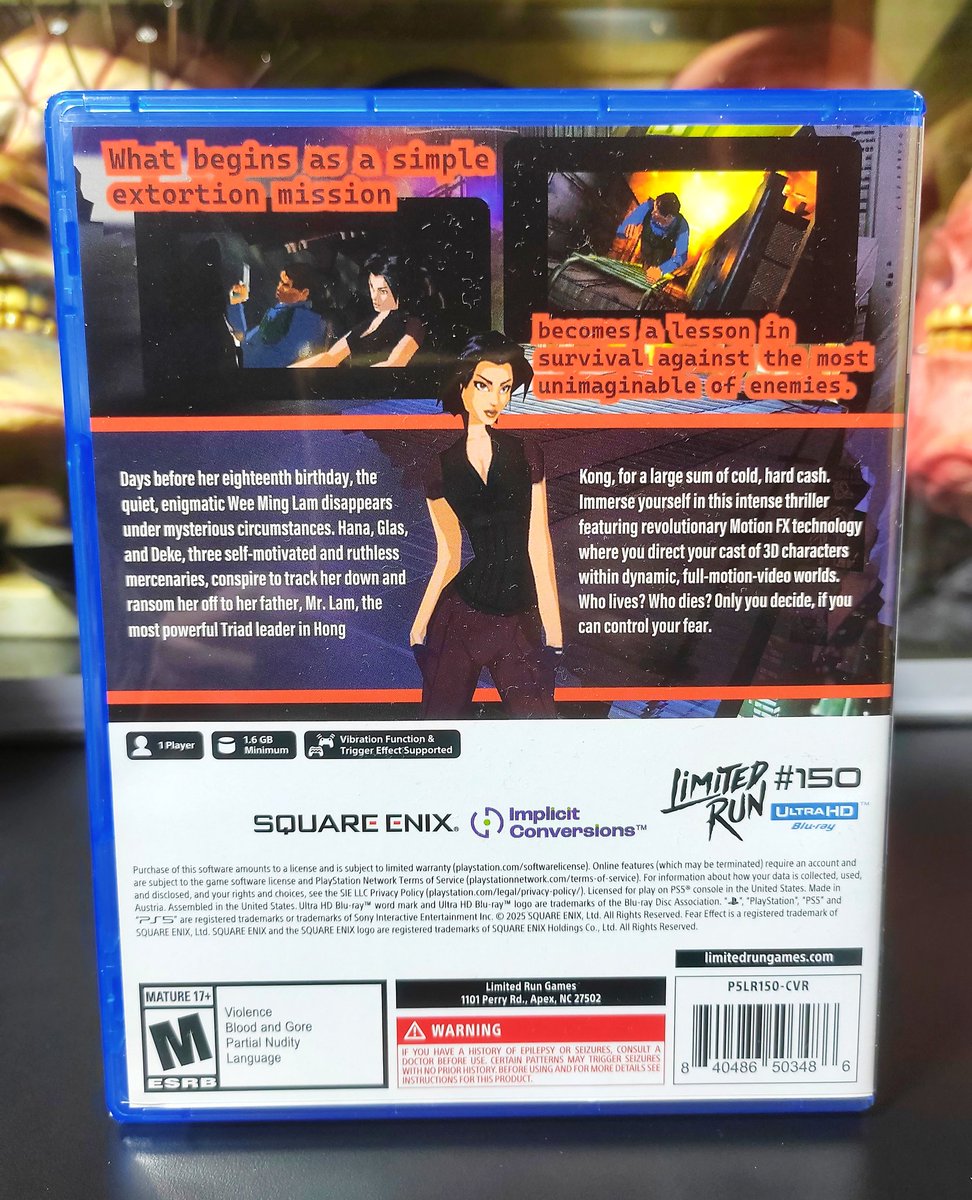 What begins as a simple
extortion mission
becomes a lesson in
survival against the most
unimaginable of enemies.
Days before her eighteenth birthday, the
quiet, enigmatic Wee Ming Lam disappears
under mysterious circumstances. Hana, Glas,
and Deke, three self-motivated and ruthless
mercenaries, conspire to track her down and
ransom her off to her father, Mr. Lam, the
most powerful Triad leader in Hong
Kong, for a large sum of cold, hard cash.
Immerse yourself in this intense thriller
featuring revolutionary Motion FX technology
where you direct your cast of 3D characters
within dynamic, full-motion-video worlds.
Who lives? Who dies? Only you decide, if you
can control your fear.
1 Player
1.6 GB
Minimum
Vibration Function &
Trigger Effect Supported
SQUARE ENIX®
Implicit
Conversions™
LIMITED
RUN
#150
ULTRA HD™
Blu-ray
Purchase of this software amounts to a license and is subject to limited warranty (playstation.com/softwarelicense). Online features (which may be terminated) require an account and
are subject to the game software license and PlayStation Network Terms of Service (playstationnetwork.com/terms-of-service). For information about how your data is collected, used,
and disclosed, and your rights and choices, see the SIE LLC Privacy Policy (playstation.com/legal/privacy-policy/). Licensed for play on PS5® console in the United States. Made in
Austria. Assembled in the United States. Ultra HD Blu-ray™ word mark and Ultra HD Blu-ray™ logo are trademarks of the Blu-ray Disc Association. "PS", "PlayStation", "PS5" and
"PS5" are registered trademarks or trademarks of Sony Interactive Entertainment Inc. © 2025 SQUARE ENIX, Ltd. All Rights Reserved. Fear Effect is a registered trademark of
SQUARE ENIX, Ltd. SQUARE ENIX and the SQUARE ENIX logo are registered trademarks of SQUARE ENIX Holdings Co., Ltd. All Rights Reserved.
limitedrungames.com
MATURE 17+
M
ESRB
Violence
Blood and Gore
Partial Nudity
Language
Limited Run Games
1101 Perry Rd., Apex, NC 27502
WARNING
IF YOU HAVE A HISTORY OF EPILEPSY OR SEIZURES, CONSULT A
DOCTOR BEFORE USE. CERTAIN PATTERNS MAY TRIGGER SEIZURES
WITH NO PRIOR HISTORY. BEFORE USING AND FOR MORE DETAILS SEE
INSTRUCTIONS FOR THIS PRODUCT.
P5LR150-CVR
8 40486 50348 6